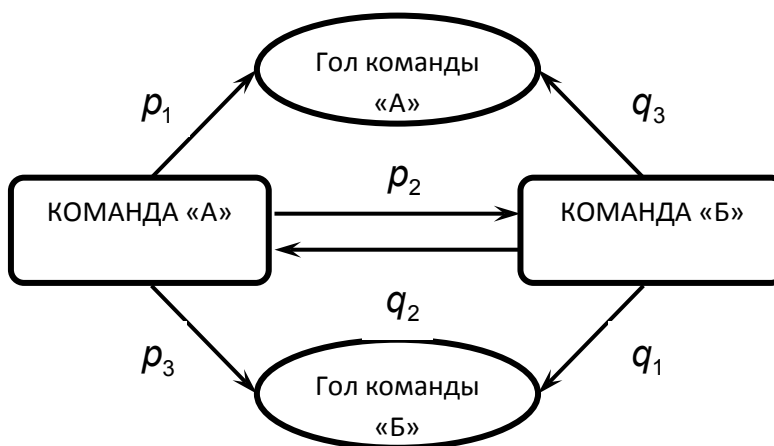 Гол команды
«А»
p₁
q₃
p₂
КОМАНДА «А»
КОМАНДА «Б»
q₂
p₃
q₁
Гол команды
«Б»